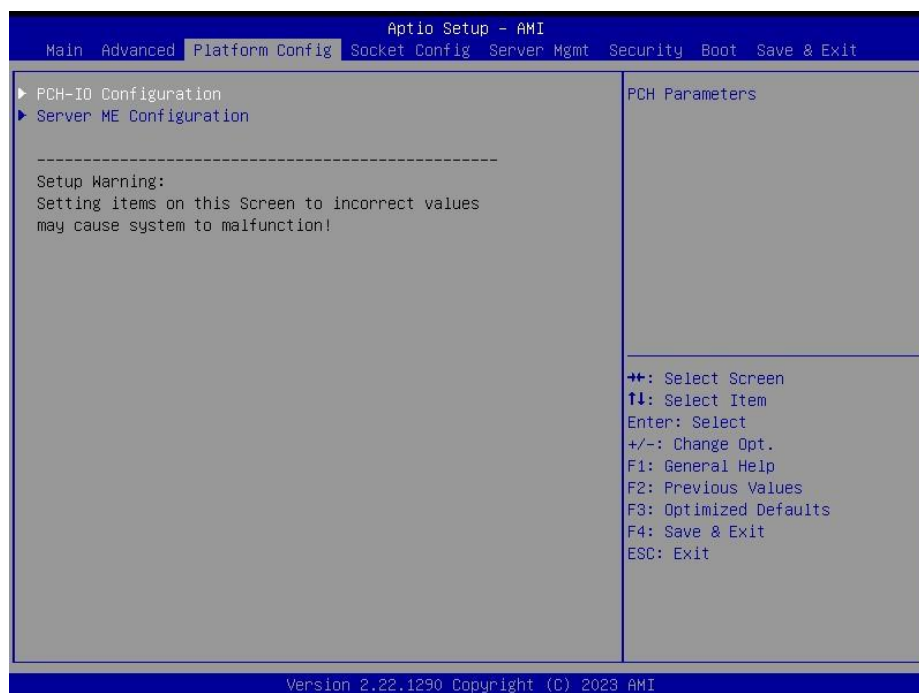 Aptio Setup - AMI
Main Advanced Platform Config Socket Config Server Mgmt Security Boot Save & Exit
PCH-IO Configuration
Server ME Configuration
--------------------------------------------------
Setup Warning:
Setting items on this Screen to incorrect values
may cause system to malfunction!
PCH Parameters
→←: Select Screen
↑↓: Select Item
Enter: Select
+/-: Change Opt.
F1: General Help
F2: Previous Values
F3: Optimized Defaults
F4: Save & Exit
ESC: Exit
Version 2.22.1290 Copyright (C) 2023 AMI